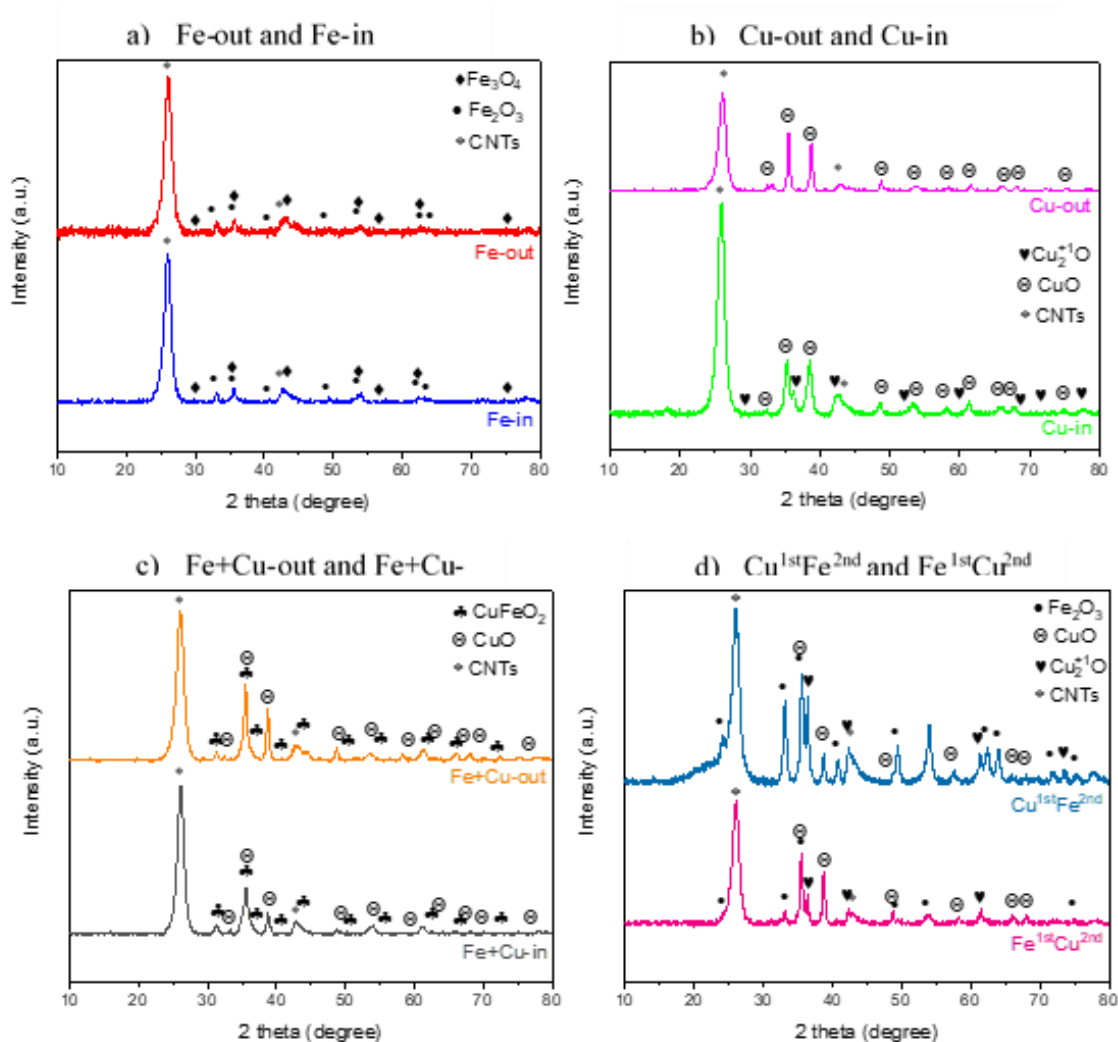 a) Fe-out and Fe-in
Fe₃O₄
Fe₂O₃
CNTs
Fe-out
Fe-in
Intensity (a.u.)
10 20 30 40 50 60 70 80
2 theta (degree)
b) Cu-out and Cu-in
Cu-out
Cu₂⁺¹O
CuO
CNTs
Cu-in
Intensity (a.u.)
10 20 30 40 50 60 70 80
2 theta (degree)
c) Fe+Cu-out and Fe+Cu-
CuFeO₂
CuO
CNTs
Fe+Cu-out
Fe+Cu-in
Intensity (a.u.)
10 20 30 40 50 60 70 80
2 theta (degree)
d) Cu¹ˢᵗFe²ⁿᵈ and Fe¹ˢᵗCu²ⁿᵈ
Fe₂O₃
CuO
Cu₂⁺¹O
CNTs
Cu¹ˢᵗFe²ⁿᵈ
Fe¹ˢᵗCu²ⁿᵈ
Intensity (a.u.)
10 20 30 40 50 60 70 80
2 theta (degree)